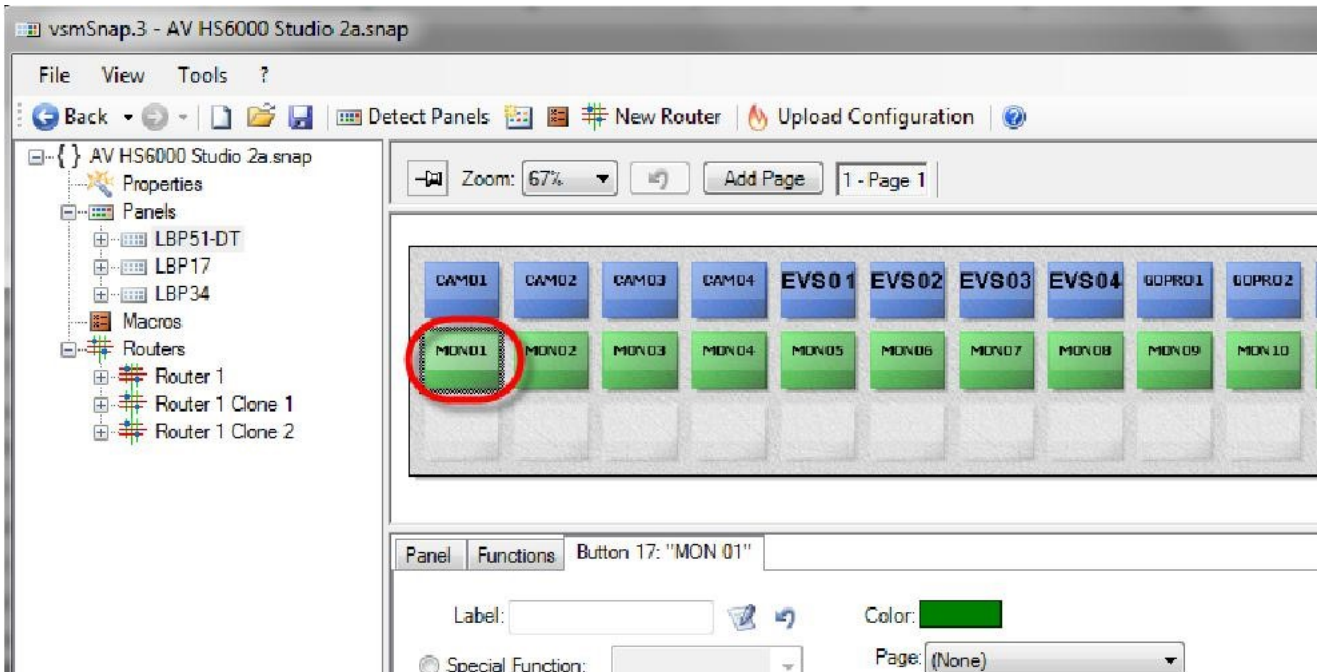 vsmSnap.3 - AV HS6000 Studio 2a.snap
File View Tools ?
Back Detect Panels New Router Upload Configuration
AV HS6000 Studio 2a.snap
Properties
Panels
LBP51-DT
LBP17
LBP34
Macros
Routers
Router 1
Router 1 Clone 1
Router 1 Clone 2
Zoom: 67% Add Page 1 - Page 1
CAM01 CAM02 CAM03 CAM04 EVS01 EVS02 EVS03 EVS04 GOPRO1 GOPRO2
MON01 MON02 MON03 MON04 MON05 MON06 MON07 MON08 MON09 MON10
Panel Functions Button 17: "MON 01"
Label: Color:
Special Function: Page: (None)